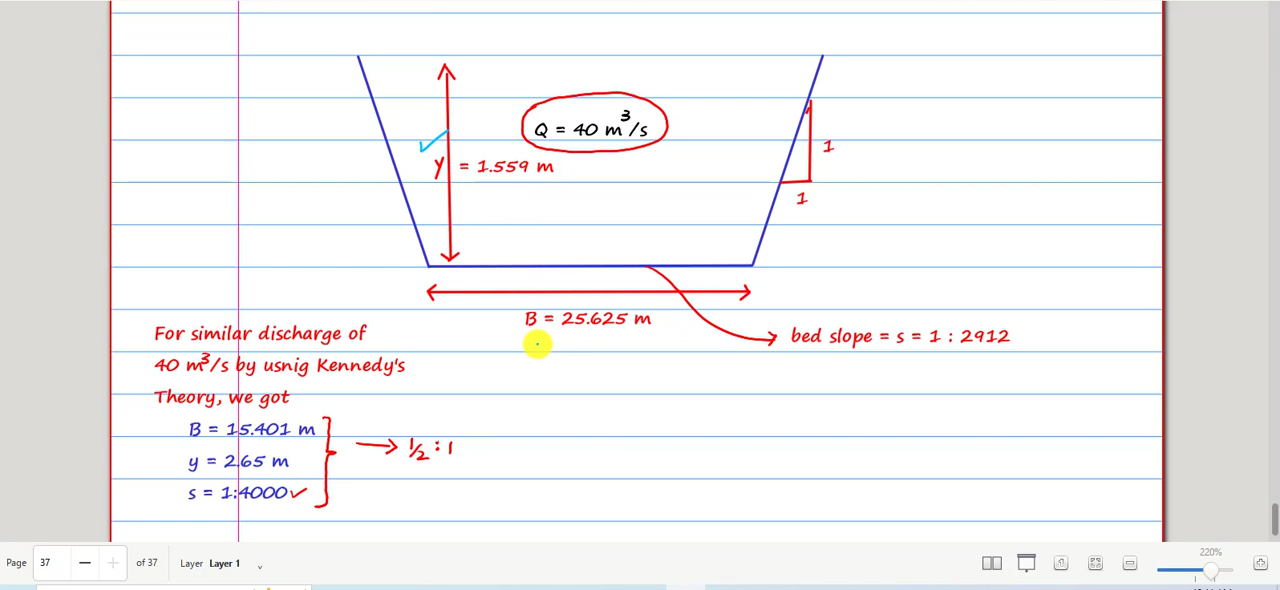 Q = 40 m³/s
y = 1.559 m
1
1
B = 25.625 m
bed slope = s = 1 : 2912
For similar discharge of
40 m³/s by usnig Kennedy's
Theory, we got
B = 15.401 m
y = 2.65 m
s = 1:4000
→ ½ : 1
Page 37 of 37 Layer Layer 1 220%